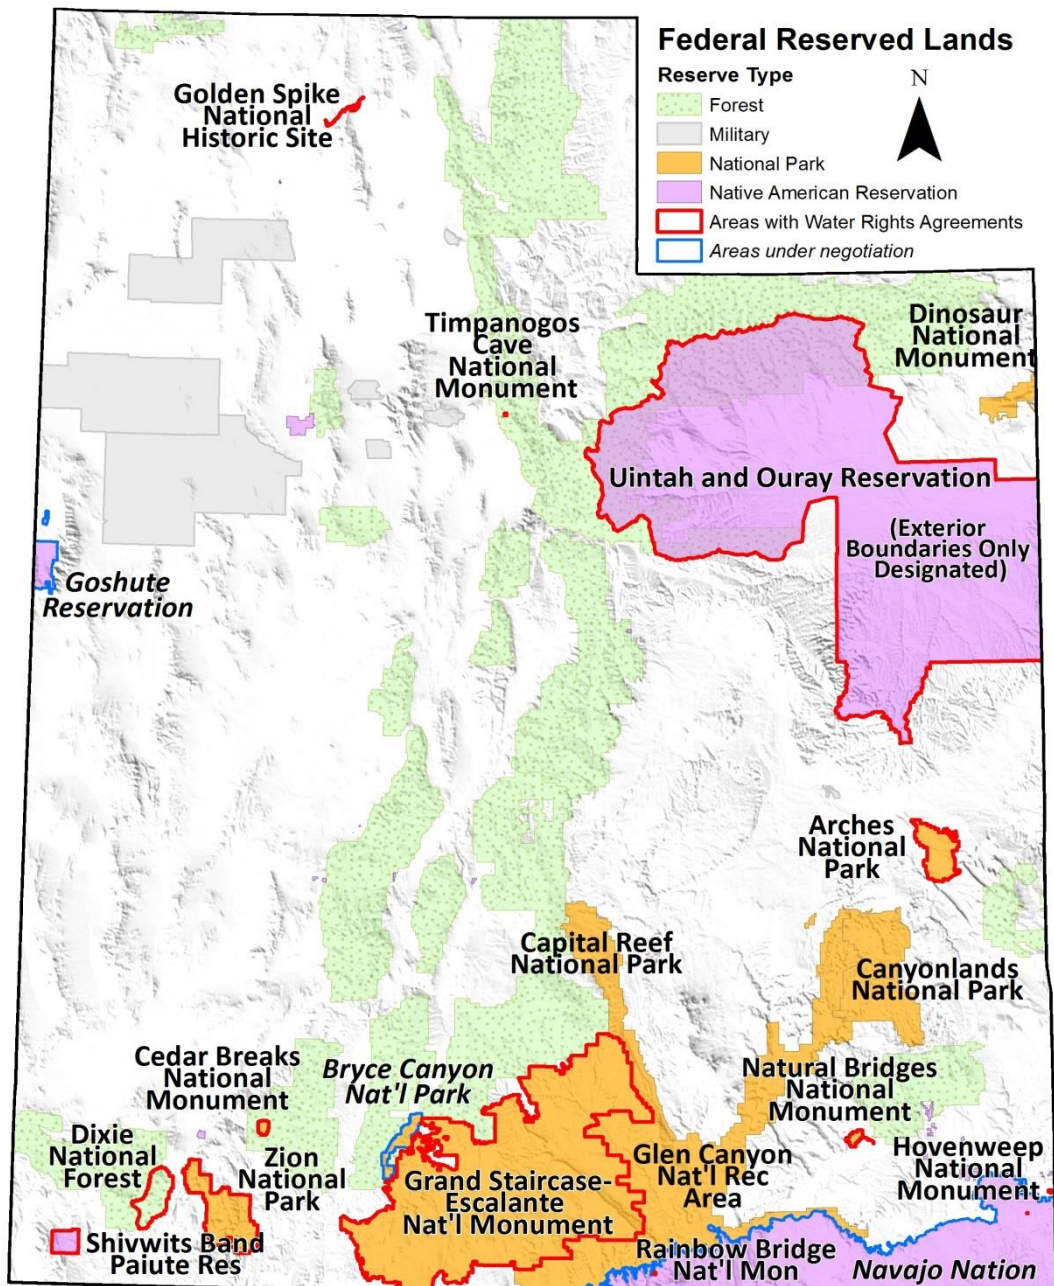 Federal Reserved Lands
Reserve Type
N
Forest
Military
National Park
Native American Reservation
Areas with Water Rights Agreements
Areas under negotiation
Golden Spike
National
Historic Site
Timpanogos
Cave
National
Monument
Dinosaur
National
Monument
Uintah and Ouray Reservation
(Exterior
Boundaries Only
Designated)
Goshute
Reservation
Arches
National
Park
Capital Reef
National Park
Canyonlands
National Park
Cedar Breaks
National
Monument
Bryce Canyon
Nat'l Park
Natural Bridges
National
Monument
Dixie
National
Forest
Zion
National
Park
Grand Staircase-
Escalante
Nat'l Monument
Glen Canyon
Nat'l Rec
Area
Hovenweep
National
Monument
Shivwits Band
Paiute Res
Rainbow Bridge
Nat'l Mon
Navajo Nation